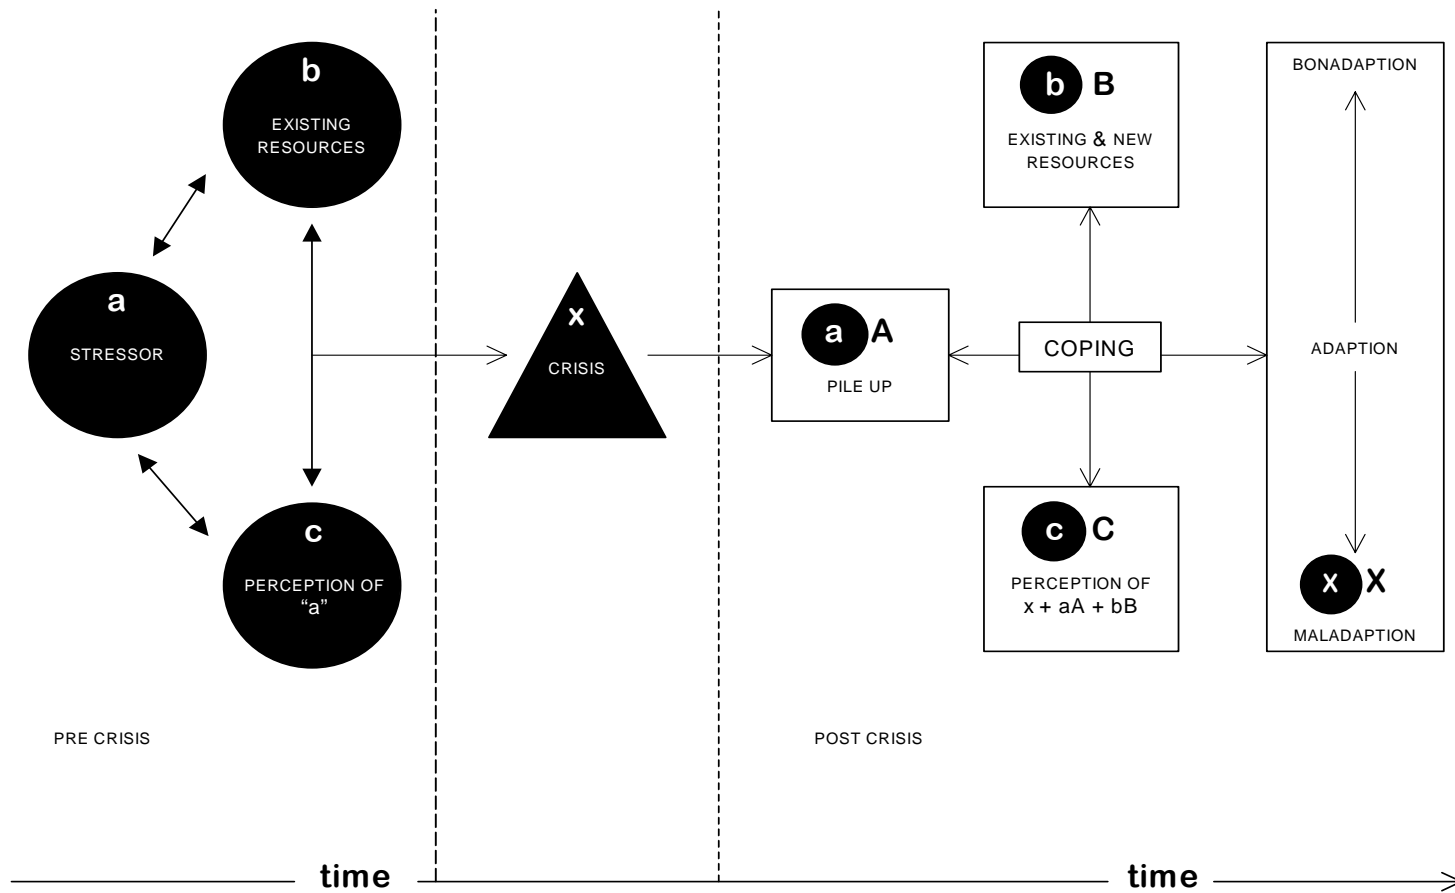 b
EXISTING
RESOURCES
a
STRESSOR
c
PERCEPTION OF
“a”
x
CRISIS
a A
PILE UP
b B
EXISTING & NEW
RESOURCES
COPING
c C
PERCEPTION OF
x + aA + bB
BONADAPTION
ADAPTION
x X
MALADAPTION
PRE CRISIS
POST CRISIS
time
time